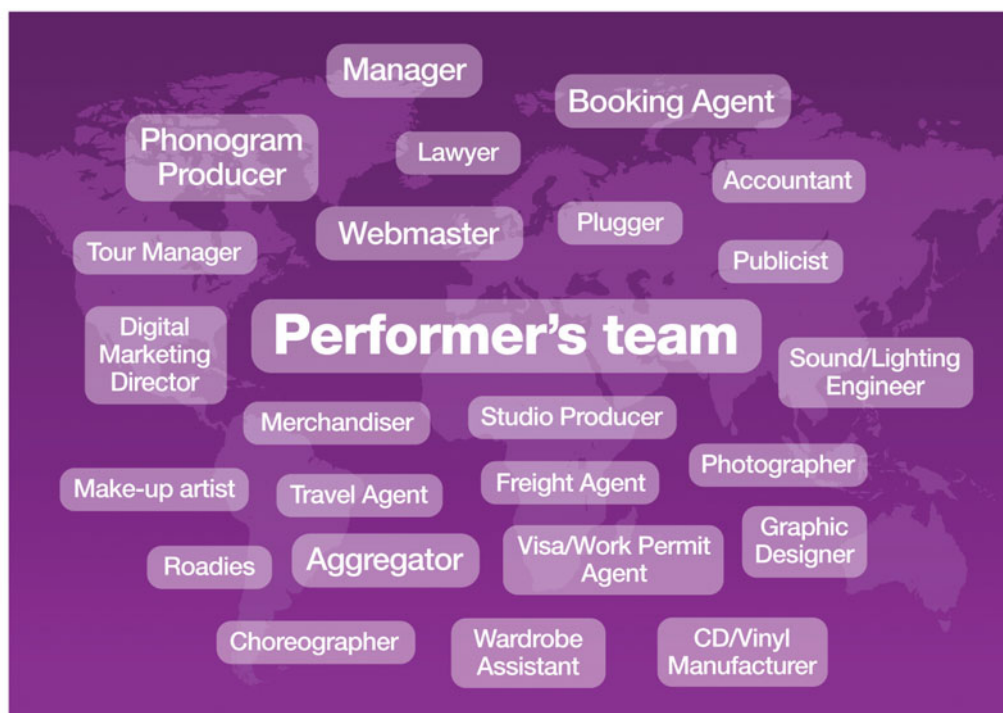 Manager
Booking Agent
Phonogram
Producer
Lawyer
Accountant
Webmaster
Plugger
Tour Manager
Publicist
Performer’s team
Digital
Marketing
Director
Sound/Lighting
Engineer
Merchandiser
Studio Producer
Photographer
Make-up artist
Travel Agent
Freight Agent
Graphic
Designer
Roadies
Aggregator
Visa/Work Permit
Agent
Choreographer
Wardrobe
Assistant
CD/Vinyl
Manufacturer